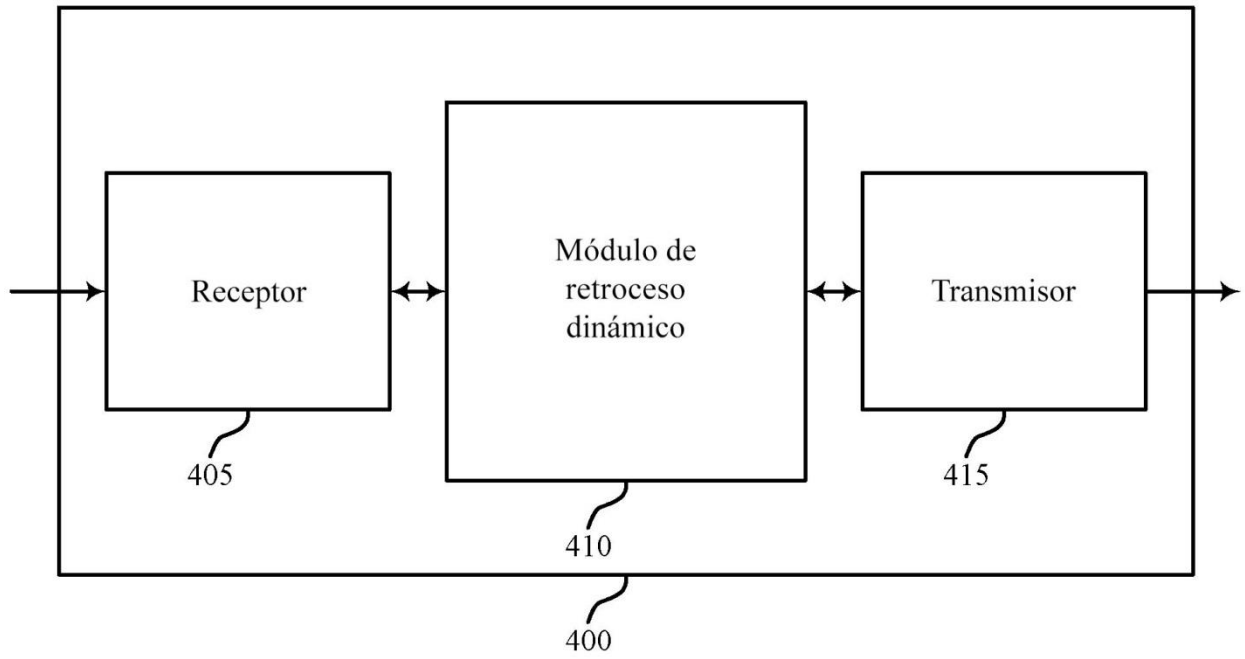 Receptor
Módulo de
retroceso
dinámico
Transmisor
405
410
415
400